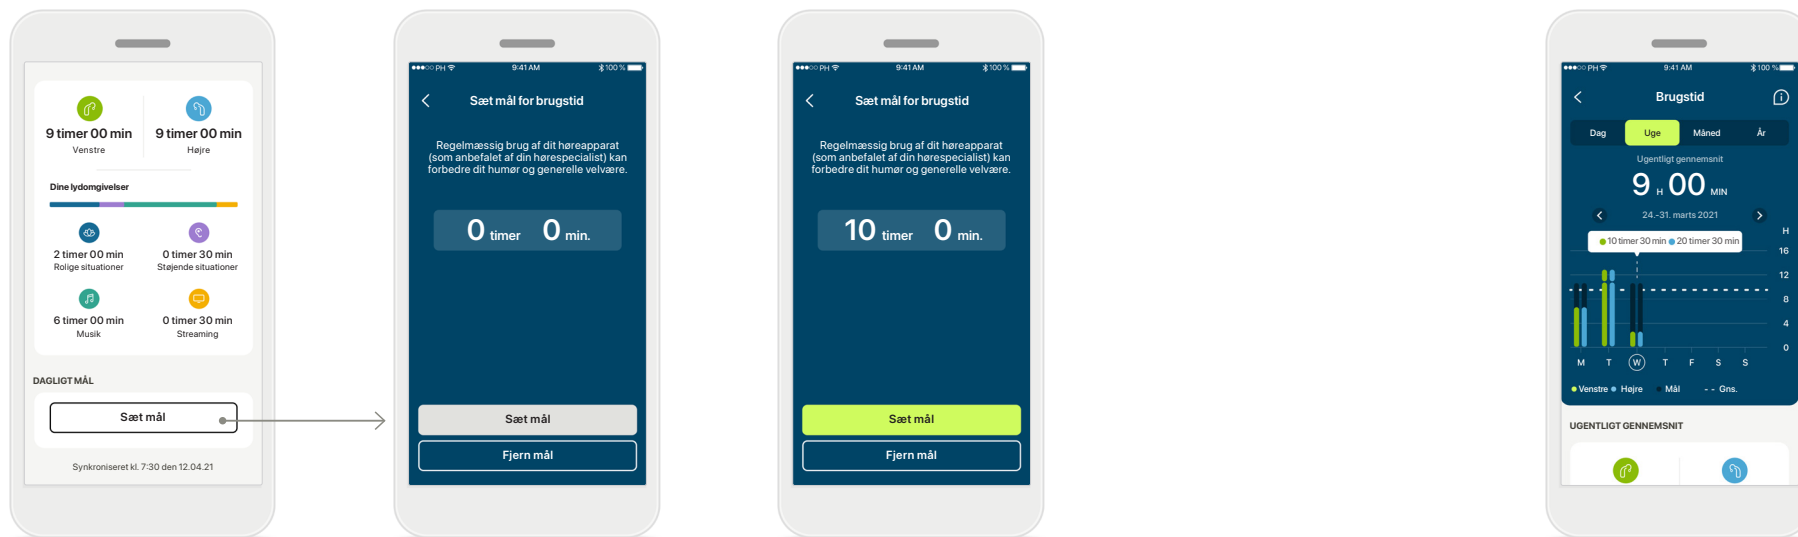 9 timer 00 min
Venstre
9 timer 00 min
Højre
Dine lydomgivelser
2 timer 00 min
Rolige situationer
0 timer 30 min
Støjende situationer
6 timer 00 min
Musik
0 timer 30 min
Streaming
DAGLIGT MÅL
Sæt mål
Synkroniseret kl. 7:30 den 12.04.21
PH 9:41 AM 100 %
Sæt mål for brugstid
Regelmæssig brug af dit høreapparat
(som anbefalet af din hørespecialist) kan
forbedre dit humør og generelle velvære.
0 timer 0 min.
Sæt mål
Fjern mål
PH 9:41 AM 100 %
Sæt mål for brugstid
Regelmæssig brug af dit høreapparat
(som anbefalet af din hørespecialist) kan
forbedre dit humør og generelle velvære.
10 timer 0 min.
Sæt mål
Fjern mål
PH 9:41 AM 100 %
Brugstid
Dag Uge Måned År
Ugentligt gennemsnit
9 H 00 MIN
24.-31. marts 2021
H
10 timer 30 min 20 timer 30 min
16
12
8
4
0
M T W T F S S
Venstre Højre Mål - - Gns.
UGENTLIGT GENNEMSNIT